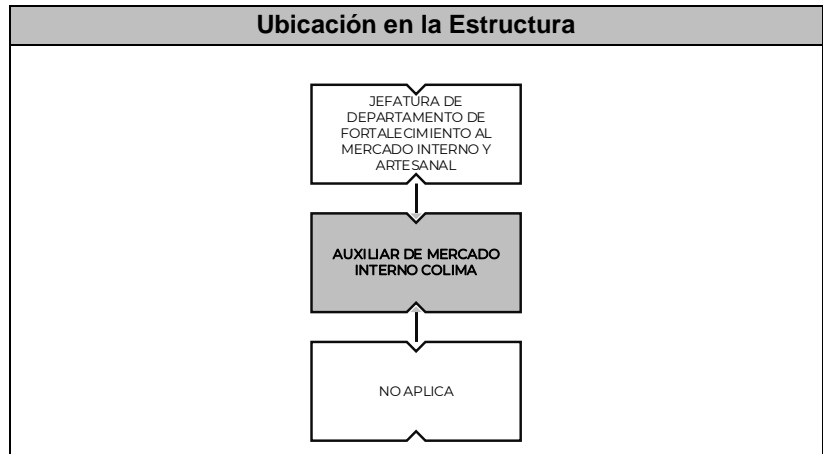 Ubicación en la Estructura
JEFATURA DE
DEPARTAMENTO DE
FORTALECIMIENTO AL
MERCADO INTERNO Y
ARTESANAL
AUXILIAR DE MERCADO
INTERNO COLIMA
NO APLICA